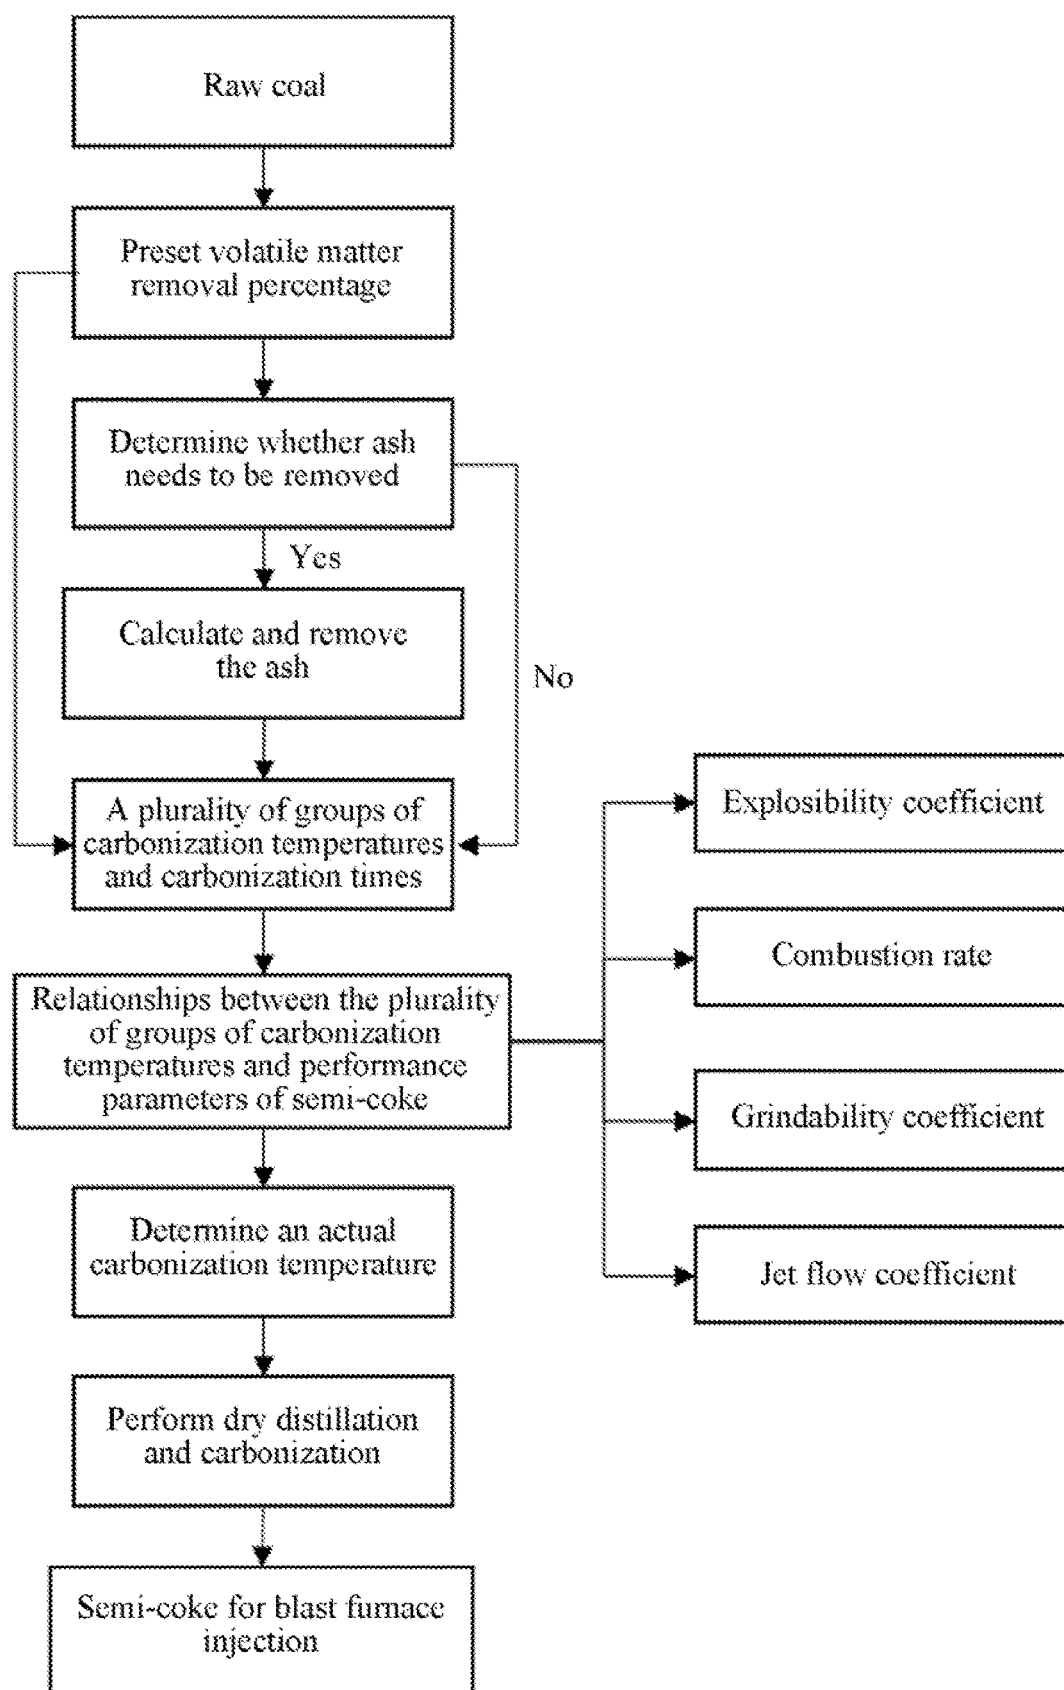 Raw coal
Preset volatile matter
removal percentage
Determine whether ash
needs to be removed
Yes
Calculate and remove
the ash
No
A plurality of groups of
carbonization temperatures
and carbonization times
Relationships between the plurality
of groups of carbonization
temperatures and performance
parameters of semi-coke
Explosibility coefficient
Combustion rate
Grindability coefficient
Jet flow coefficient
Determine an actual
carbonization temperature
Perform dry distillation
and carbonization
Semi-coke for blast furnace
injection